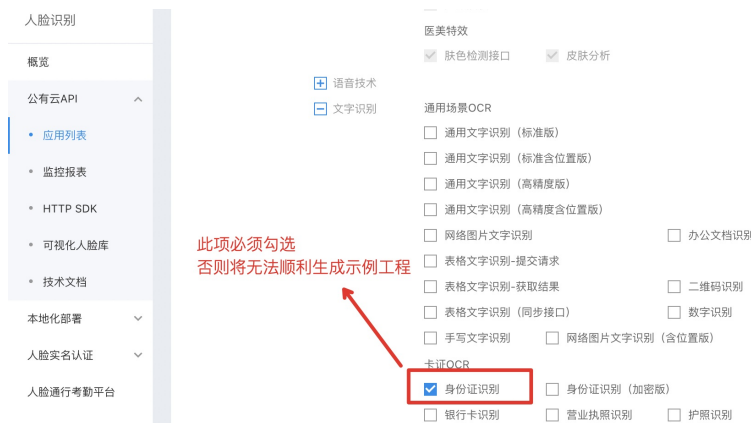 人脸识别
概览
公有云API
应用列表
监控报表
HTTP SDK
可视化人脸库
技术文档
本地化部署
人脸实名认证
人脸通行考勤平台
语音技术
文字识别
医美特效
肤色检测接口 皮肤分析
通用场景OCR
通用文字识别（标准版）
通用文字识别（标准含位置版）
通用文字识别（高精度版）
通用文字识别（高精度含位置版）
网络图片文字识别 办公文档识别
表格文字识别-提交请求
表格文字识别-获取结果 二维码识别
表格文字识别（同步接口） 数字识别
手写文字识别 网络图片文字识别（含位置版）
卡证OCR
身份证识别 身份证识别（加密版）
银行卡识别 营业执照识别 护照识别
此项必须勾选
否则将无法顺利生成示例工程